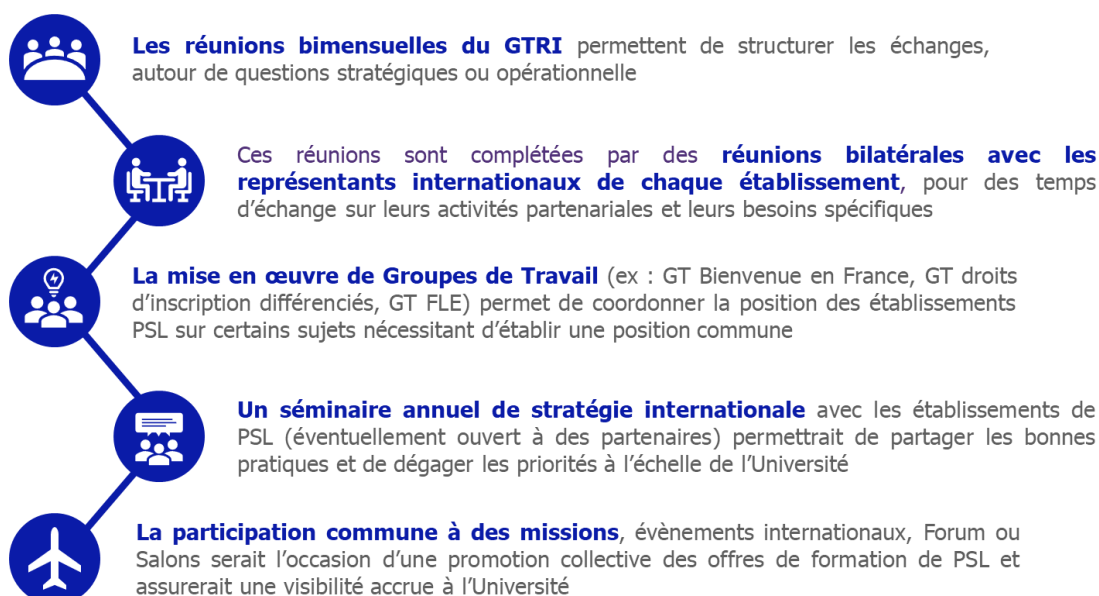 Les réunions bimensuelles du GTRI permettent de structurer les échanges,
autour de questions stratégiques ou opérationnelle
Ces réunions sont complétées par des réunions bilatérales avec les
représentants internationaux de chaque établissement, pour des temps
d’échange sur leurs activités partenariales et leurs besoins spécifiques
La mise en œuvre de Groupes de Travail (ex : GT Bienvenue en France, GT droits
d’inscription différenciés, GT FLE) permet de coordonner la position des établissements
PSL sur certains sujets nécessitant d’établir une position commune
Un séminaire annuel de stratégie internationale avec les établissements de
PSL (éventuellement ouvert à des partenaires) permettrait de partager les bonnes
pratiques et de dégager les priorités à l’échelle de l’Université
La participation commune à des missions, évènements internationaux, Forum ou
Salons serait l’occasion d’une promotion collective des offres de formation de PSL et
assurerait une visibilité accrue à l’Université